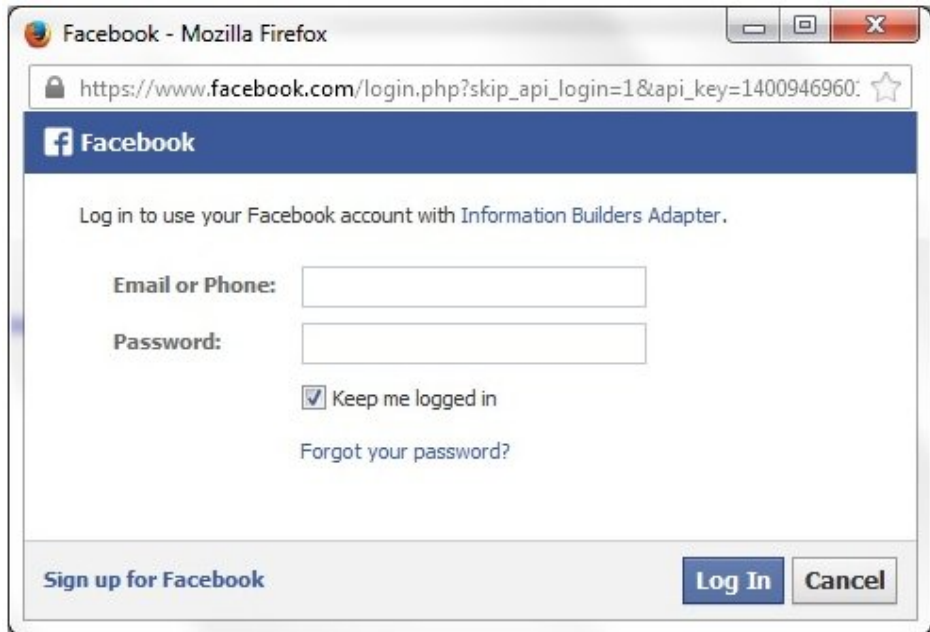 Facebook - Mozilla Firefox
https://www.facebook.com/login.php?skip_api_login=1&api_key=1400946960
Facebook
Log in to use your Facebook account with Information Builders Adapter.
Email or Phone:
Password:
Keep me logged in
Forgot your password?
Sign up for Facebook
Log In Cancel